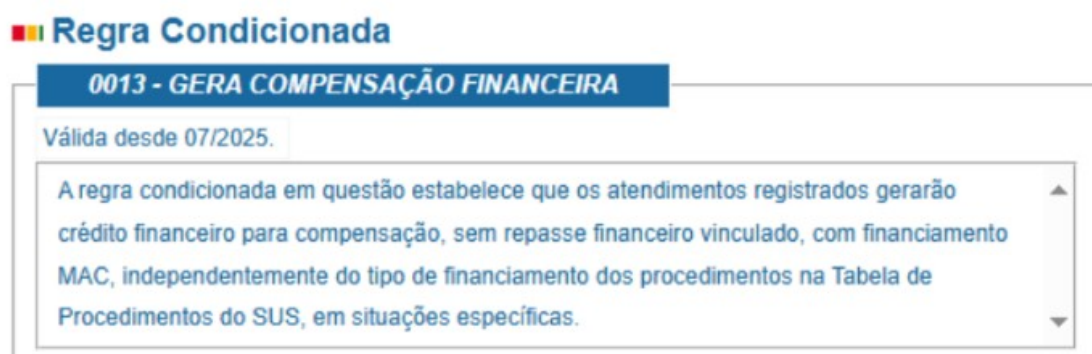 Regra Condicionada
0013 - GERA COMPENSAÇÃO FINANCEIRA
Válida desde 07/2025.
A regra condicionada em questão estabelece que os atendimentos registrados gerarão
crédito financeiro para compensação, sem repasse financeiro vinculado, com financiamento
MAC, independentemente do tipo de financiamento dos procedimentos na Tabela de
Procedimentos do SUS, em situações específicas.